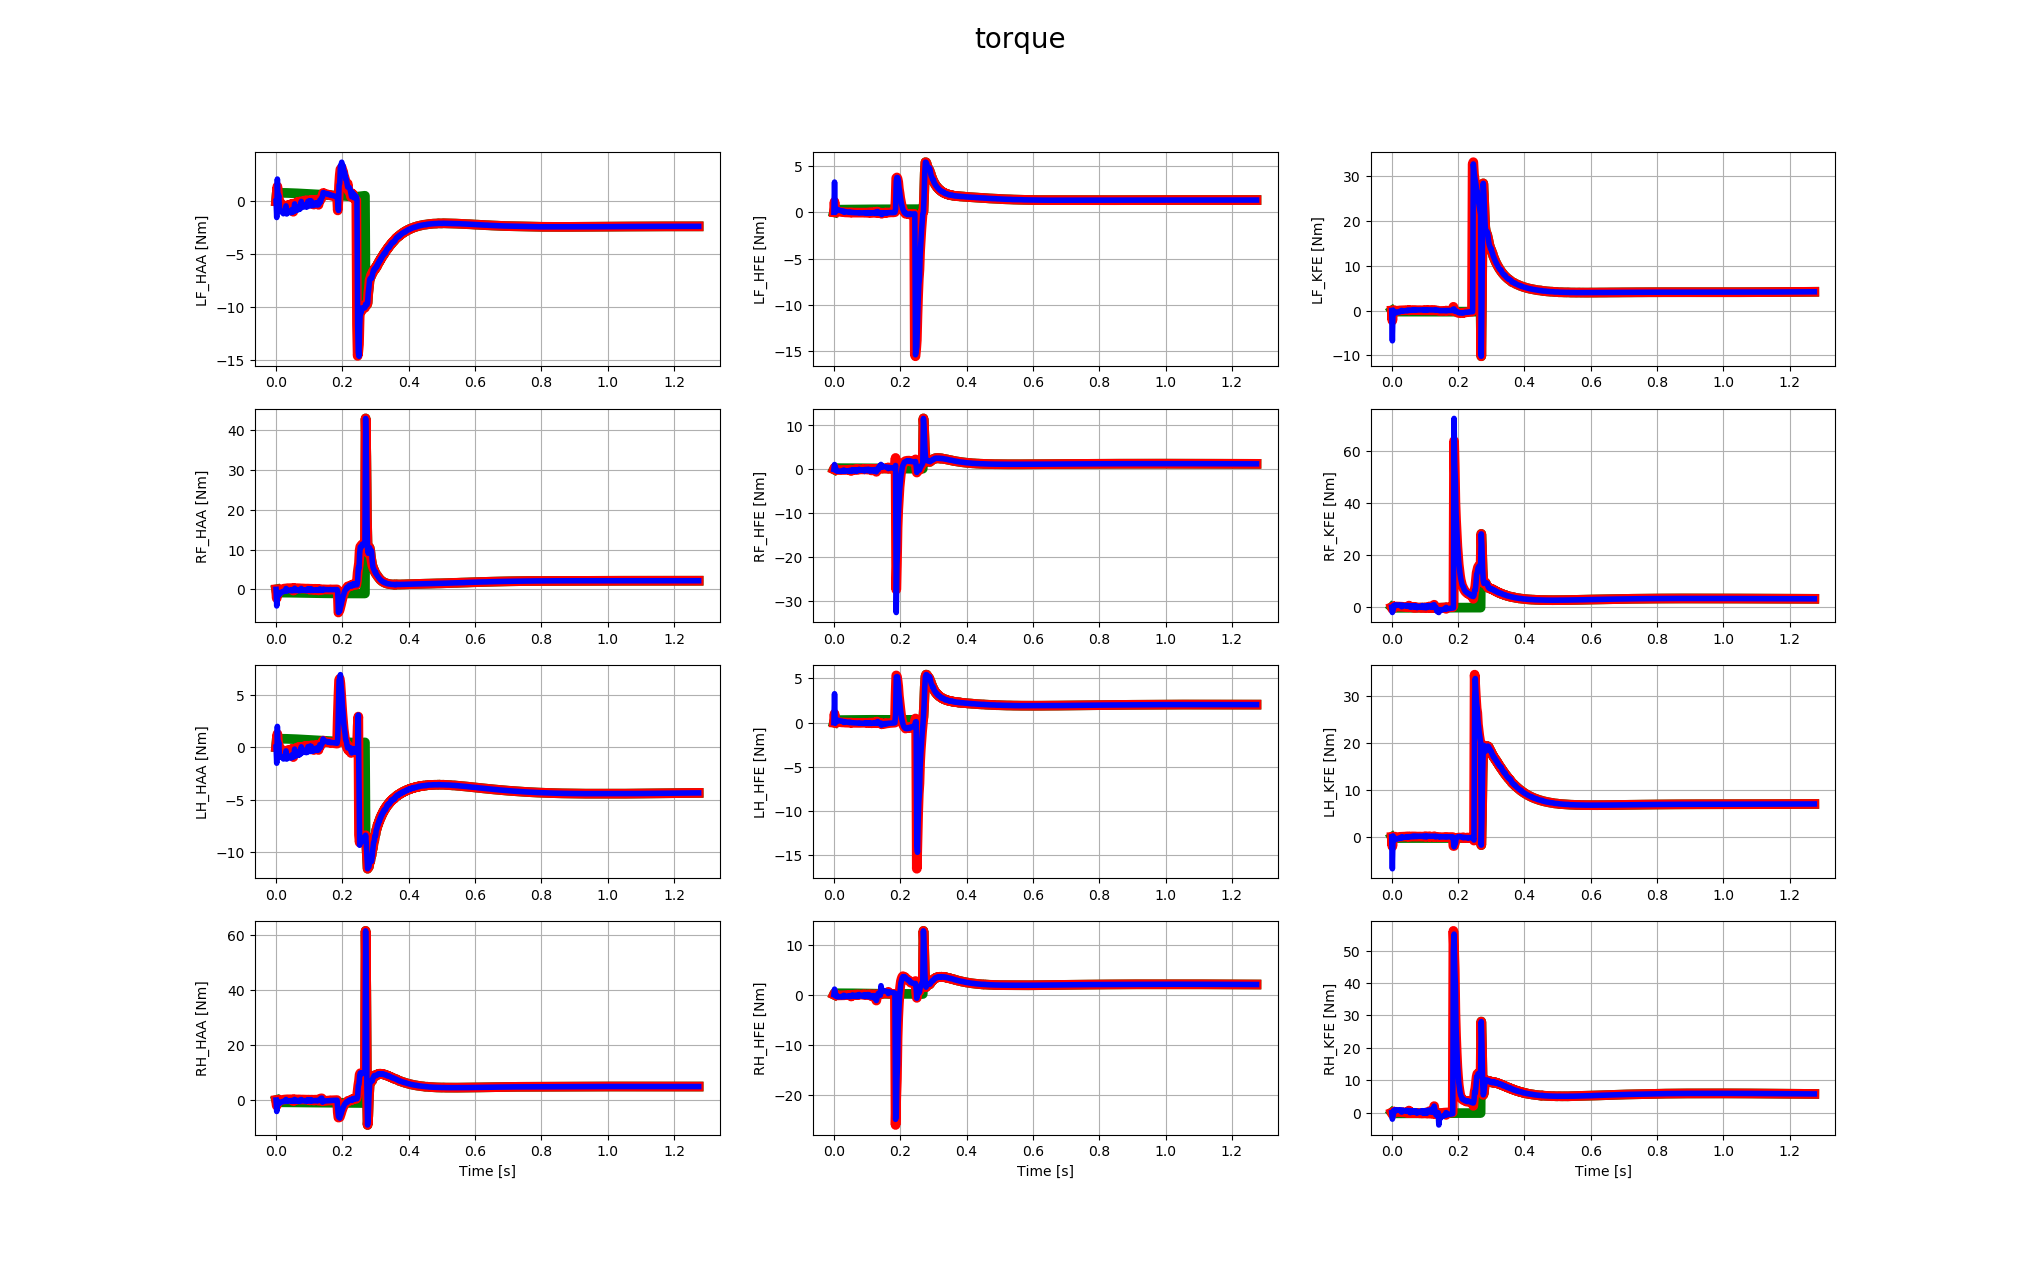 torque
LF_HAA [Nm]
0
−5
−10
−15
0.0 0.2 0.4 0.6 0.8 1.0 1.2
LF_HFE [Nm]
5
0
−5
−10
−15
0.0 0.2 0.4 0.6 0.8 1.0 1.2
LF_KFE [Nm]
30
20
10
0
−10
0.0 0.2 0.4 0.6 0.8 1.0 1.2
RF_HAA [Nm]
40
30
20
10
0
0.0 0.2 0.4 0.6 0.8 1.0 1.2
RF_HFE [Nm]
10
0
−10
−20
−30
0.0 0.2 0.4 0.6 0.8 1.0 1.2
RF_KFE [Nm]
60
40
20
0
0.0 0.2 0.4 0.6 0.8 1.0 1.2
LH_HAA [Nm]
5
0
−5
−10
0.0 0.2 0.4 0.6 0.8 1.0 1.2
LH_HFE [Nm]
5
0
−5
−10
−15
0.0 0.2 0.4 0.6 0.8 1.0 1.2
LH_KFE [Nm]
30
20
10
0
0.0 0.2 0.4 0.6 0.8 1.0 1.2
RH_HAA [Nm]
60
40
20
0
0.0 0.2 0.4 0.6 0.8 1.0 1.2
Time [s]
RH_HFE [Nm]
10
0
−10
−20
0.0 0.2 0.4 0.6 0.8 1.0 1.2
Time [s]
RH_KFE [Nm]
50
40
30
20
10
0
0.0 0.2 0.4 0.6 0.8 1.0 1.2
Time [s]